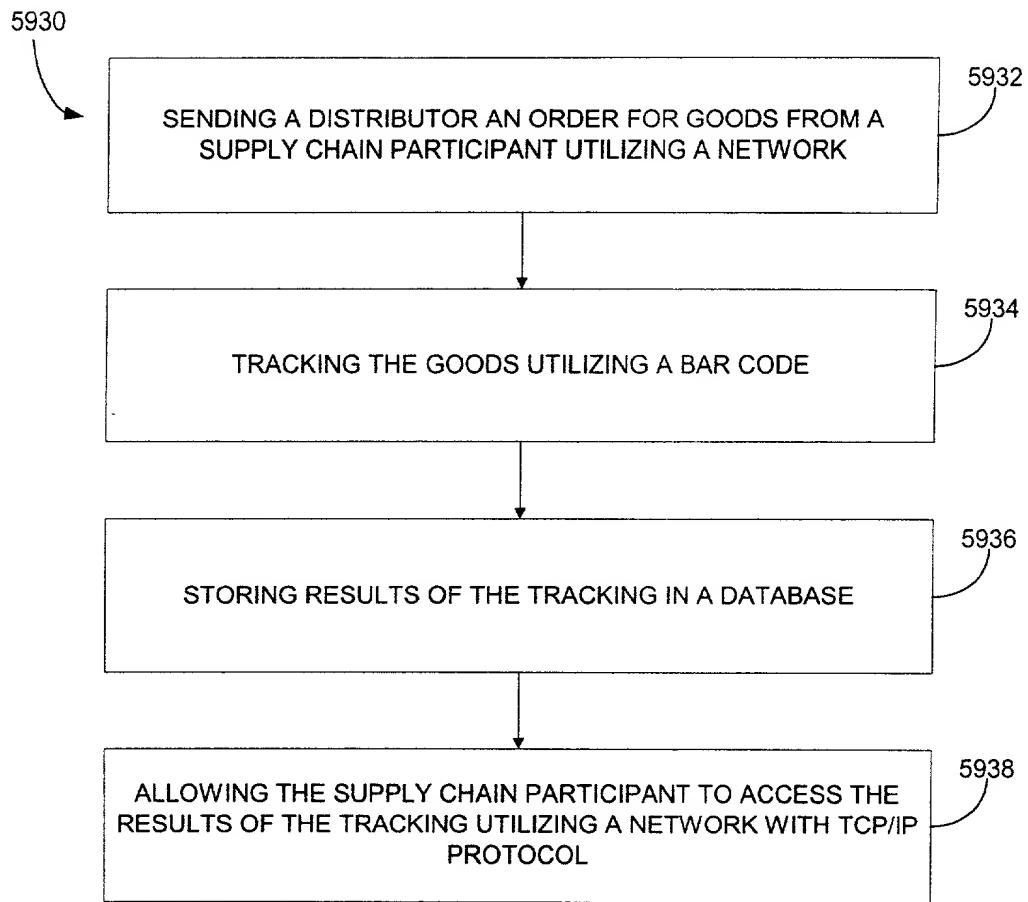 5930
5932
SENDING A DISTRIBUTOR AN ORDER FOR GOODS FROM A
SUPPLY CHAIN PARTICIPANT UTILIZING A NETWORK
5934
TRACKING THE GOODS UTILIZING A BAR CODE
5936
STORING RESULTS OF THE TRACKING IN A DATABASE
5938
ALLOWING THE SUPPLY CHAIN PARTICIPANT TO ACCESS THE
RESULTS OF THE TRACKING UTILIZING A NETWORK WITH TCP/IP
PROTOCOL